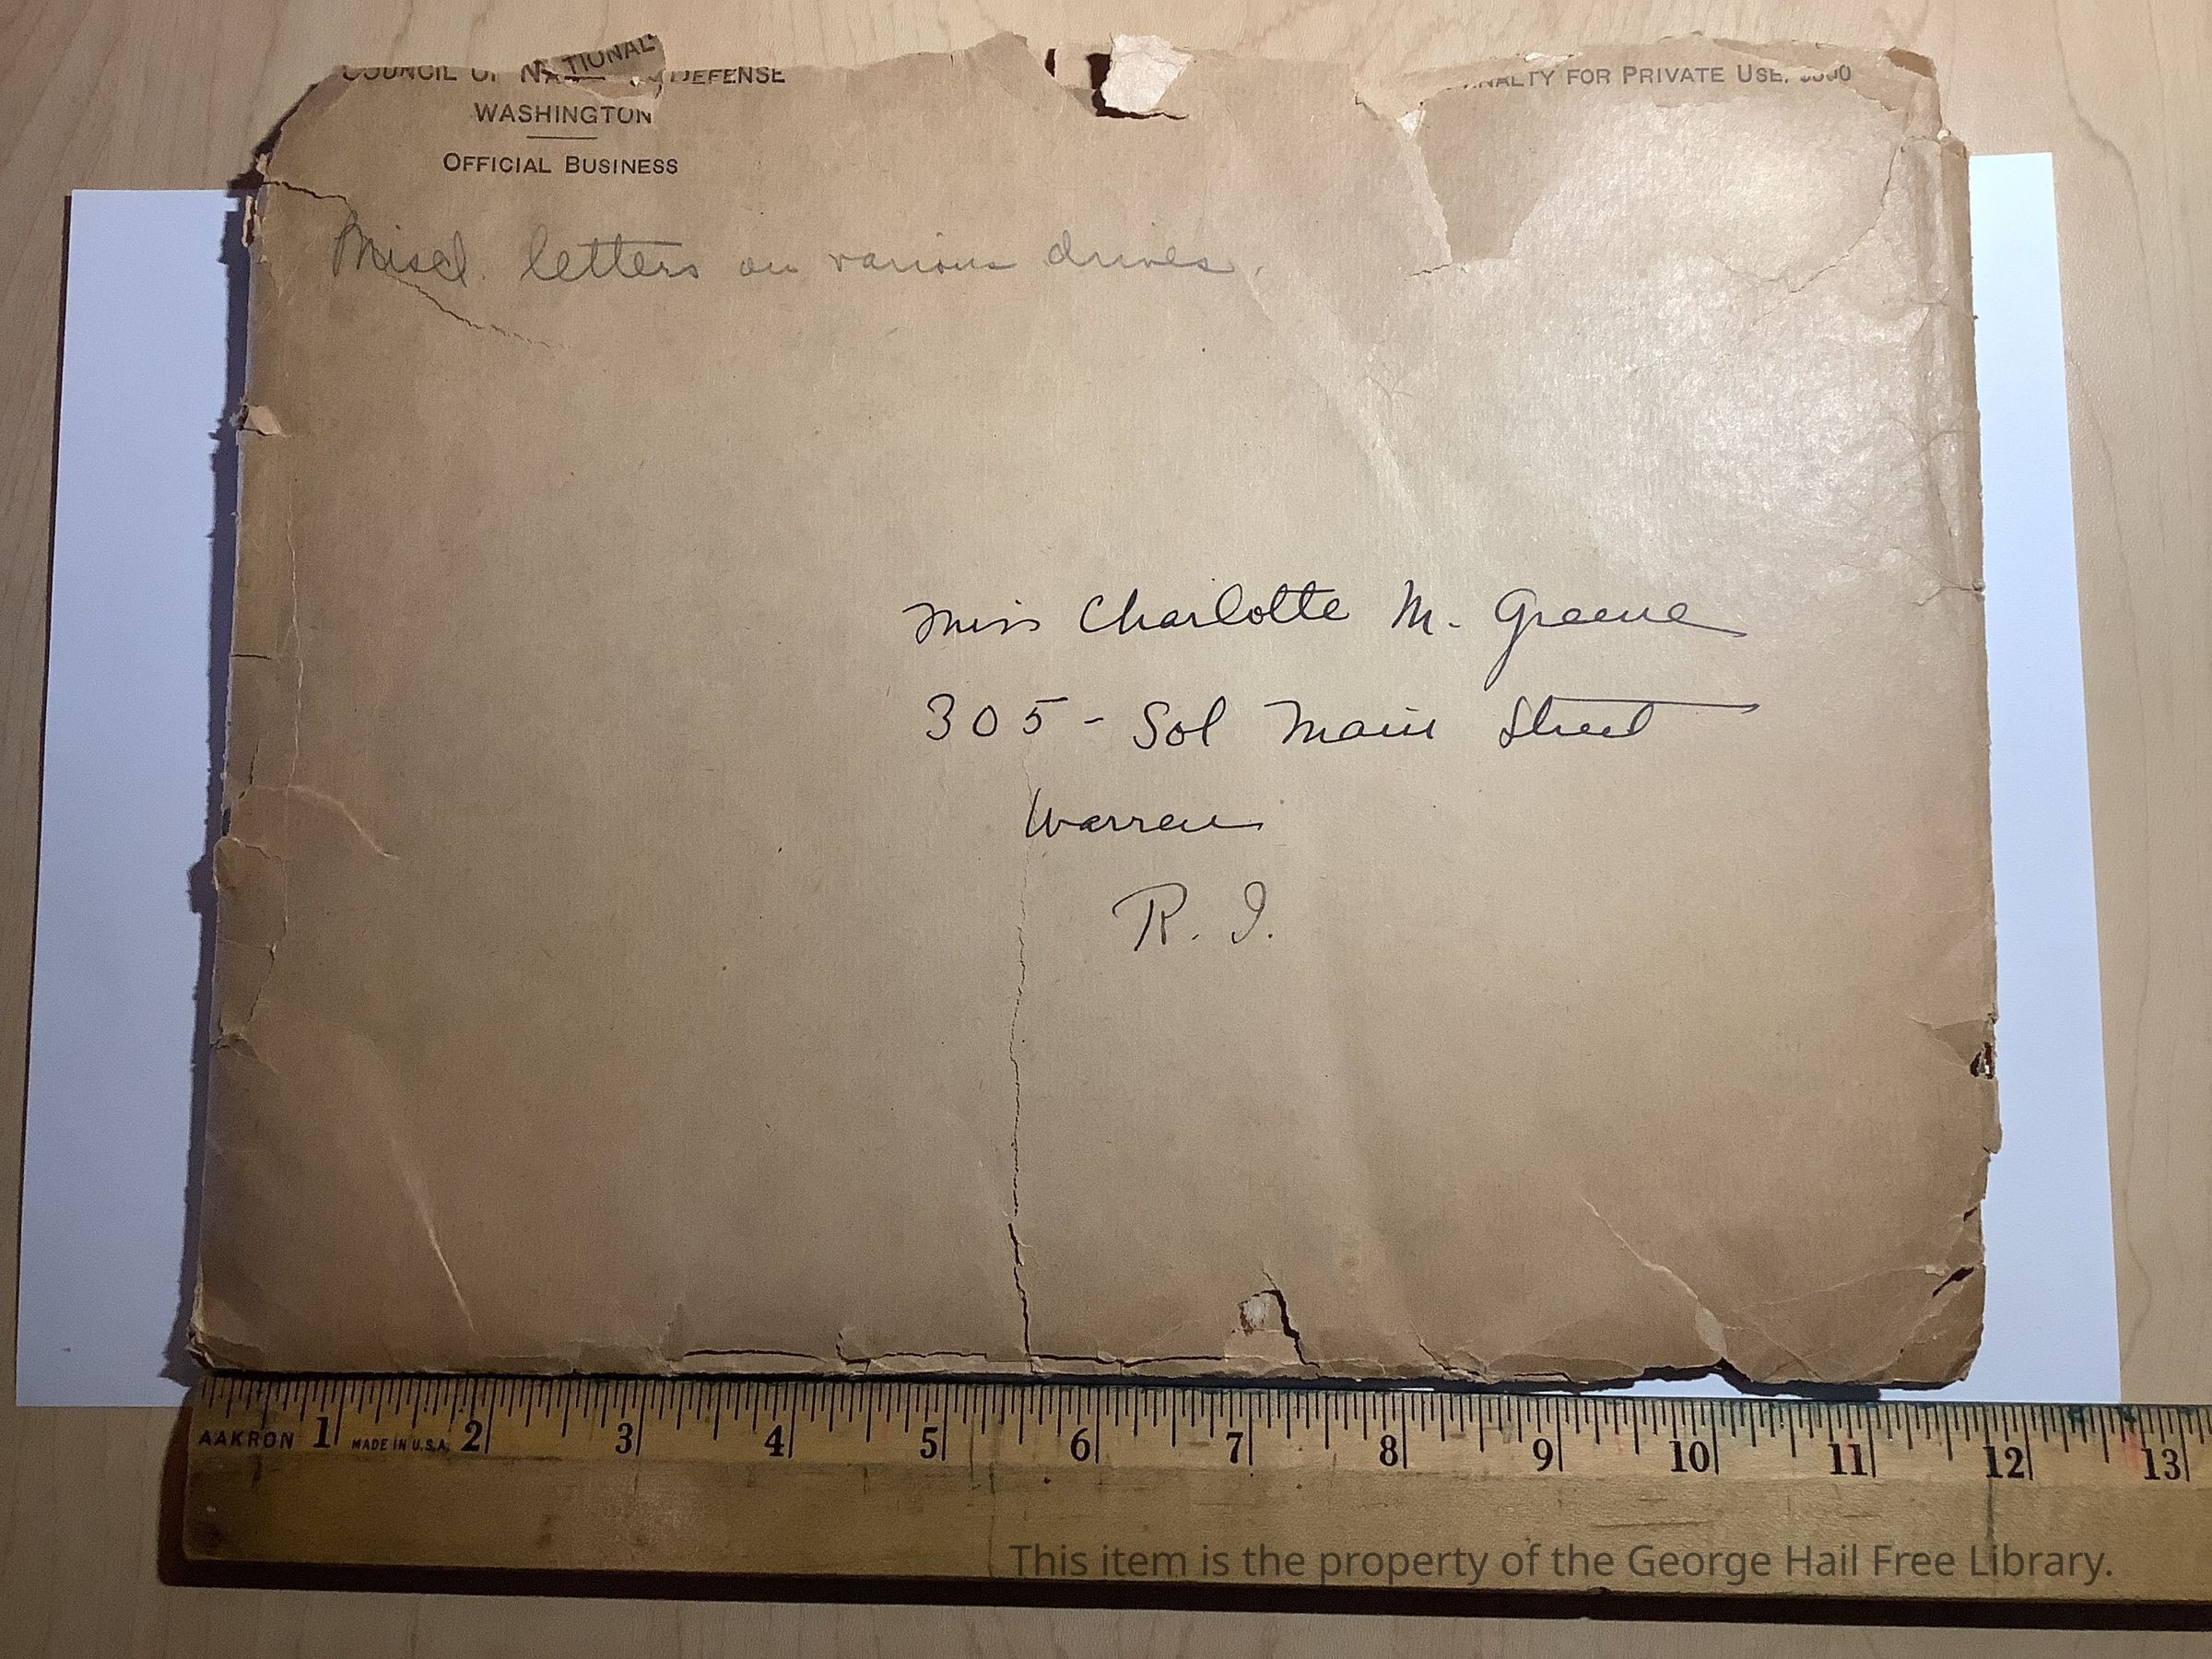 COUNCIL OF NATIONAL DEFENSE
WASHINGTON
OFFICIAL BUSINESS
PENALTY FOR PRIVATE USE, $300
Miscl. letters on various drives.
Miss Charlotte M. Greene
305 - Sol Main Street
Warren
R. I.
AAKRON 1 MADE IN U.S.A. 2 3 4 5 6 7 8 9 10 11 12 13
This item is the property of the George Hail Free Library.